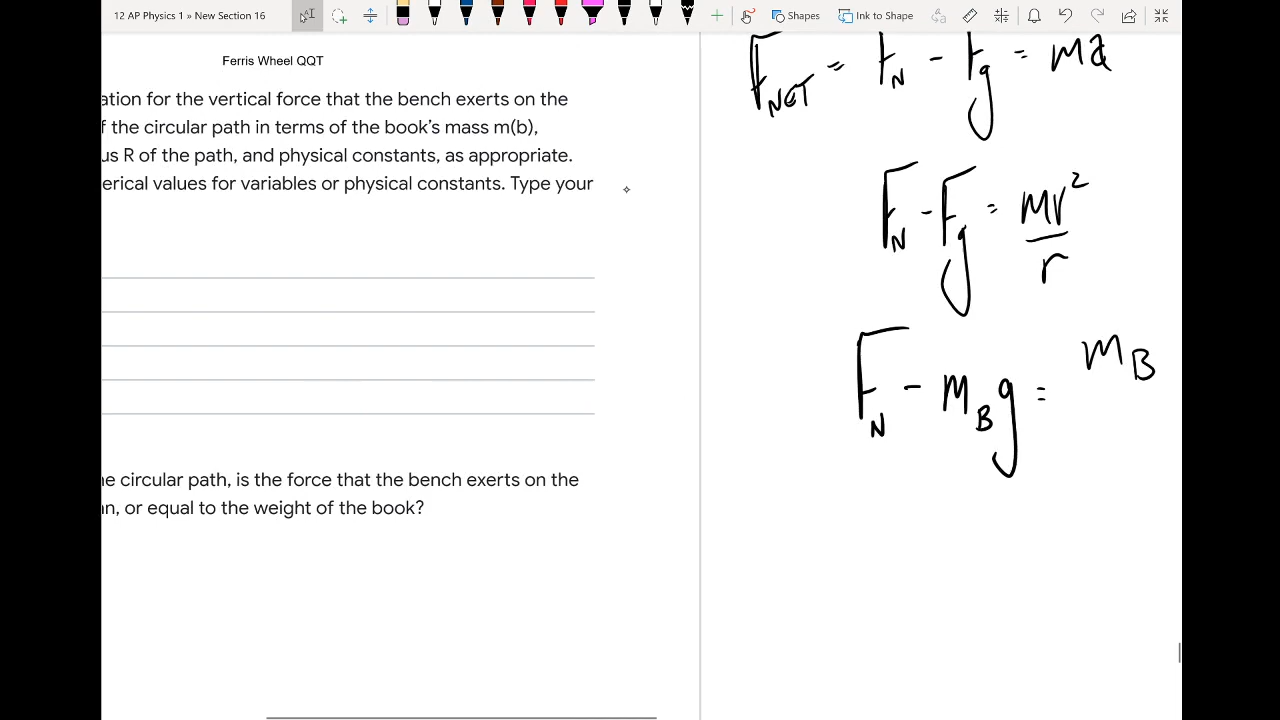 12 AP Physics 1 » New Section 16
Shapes
Ink to Shape
Ferris Wheel QQT
ation for the vertical force that the bench exerts on the
f the circular path in terms of the book's mass m(b),
us R of the path, and physical constants, as appropriate.
erical values for variables or physical constants. Type your
he circular path, is the force that the bench exerts on the
an, or equal to the weight of the book?
F_NET = F_N - F_g = ma
F_N - F_g = mv²
r
F_N - m_B g = m_B